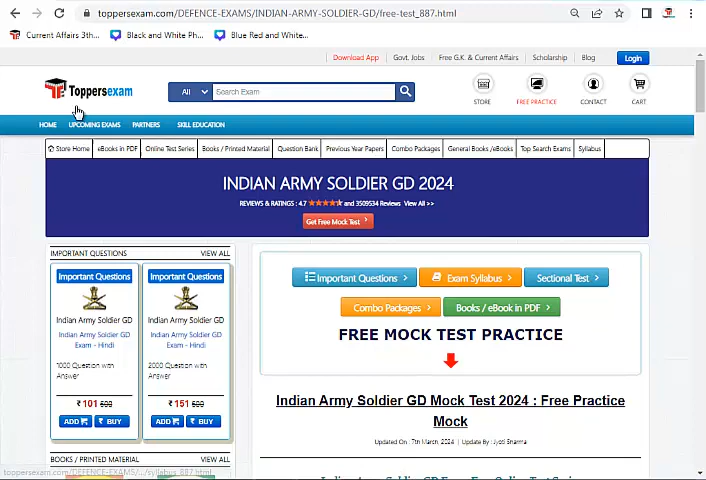 toppersexam.com/DEFENCE-EXAMS/INDIAN-ARMY-SOLDIER-GD/free-test_887.html
Current Affairs 3th... Black and White Ph... Blue Red and White...
Download App Govt. Jobs Free G.K. & Current Affairs Scholarship Blog Login
Toppersexam
All Search Exam
STORE FREE PRACTICE CONTACT CART
HOME UPCOMING EXAMS PARTNERS SKILL EDUCATION
Store Home eBooks in PDF Online Test Series Books / Printed Material Question Bank Previous Year Papers Combo Packages General Books /eBooks Top Search Exams Syllabus
INDIAN ARMY SOLDIER GD 2024
REVIEWS & RATINGS : 4.7 and 3509534 Reviews View All >>
Get Free Mock Test >
IMPORTANT QUESTIONS VIEW ALL
Important Questions Important Questions
Indian Army Soldier GD Indian Army Soldier GD
Indian Army Soldier GD Indian Army Soldier GD
Exam - Hindi Exam - Hindi
1000 Question with 2000 Question with
Answer Answer
₹ 101 500 ₹ 151 500
ADD ₹ BUY ADD ₹ BUY
BOOKS / PRINTED MATERIAL VIEW ALL
Important Questions > Exam Syllabus > Sectional Test >
Combo Packages > Books / eBook in PDF >
FREE MOCK TEST PRACTICE
Indian Army Soldier GD Mock Test 2024 : Free Practice
Mock
Updated On : 7th March, 2024 | Update By : Jyoti Sharma
toppersexam.com/DEFENCE-EXAMS/.../syllabus_887.html